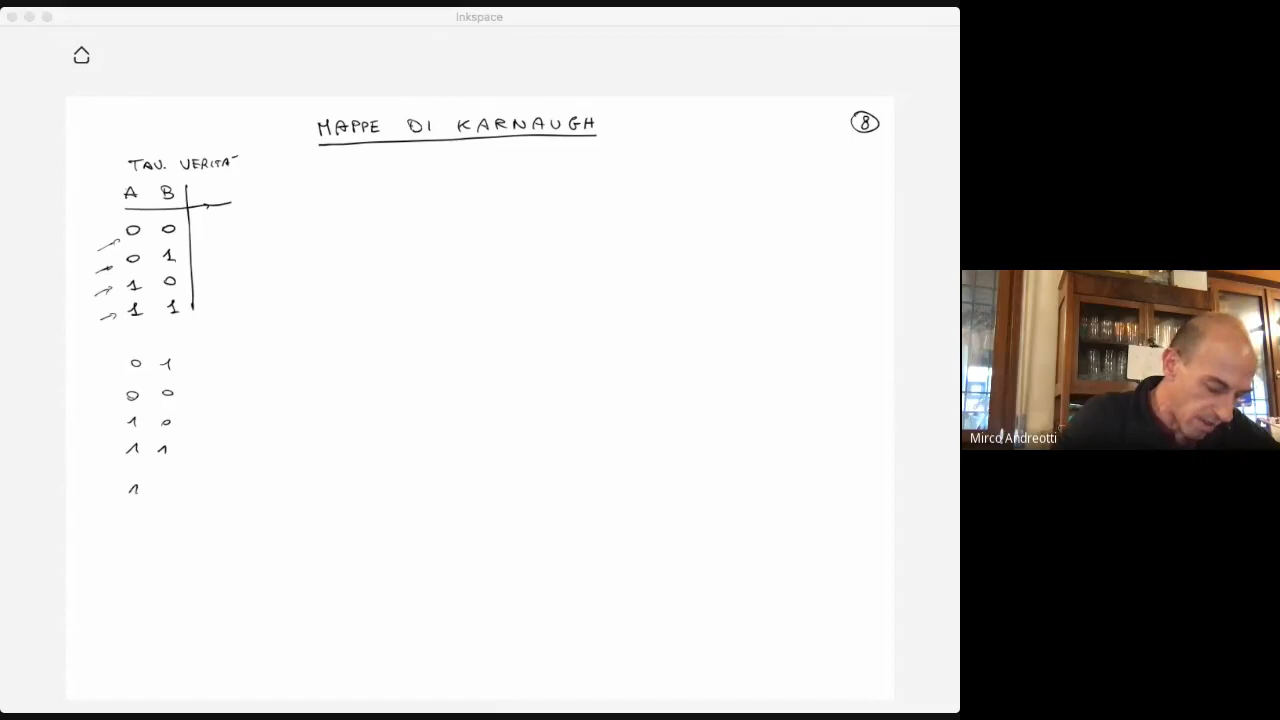 Inkspace
MAPPE DI KARNAUGH
8
TAV. VERITA'
A B
0 0
0 1
1 0
1 1
0 1
0 0
1 0
1 1
1
Mirco Andreotti